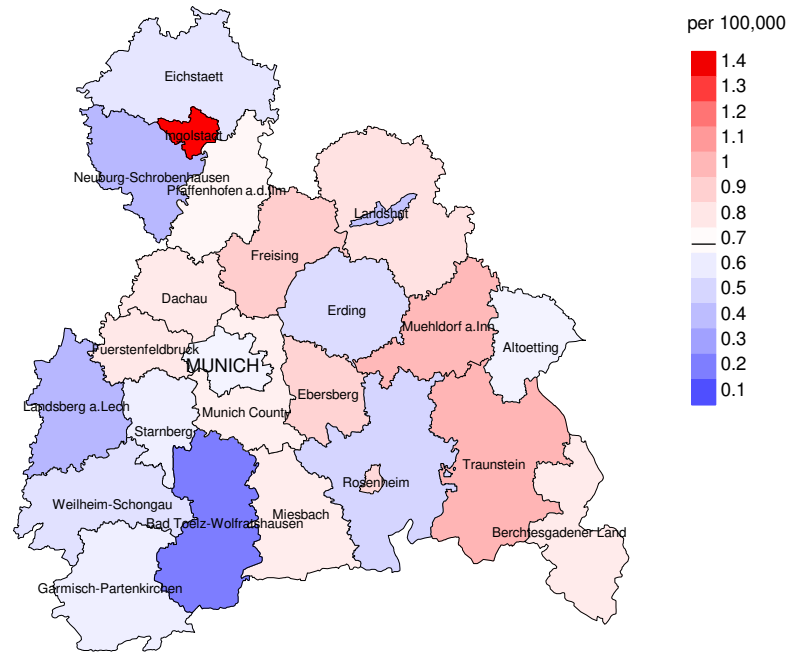 per 100,000
1.4
1.3
1.2
1.1
1
0.9
0.8
0.7
0.6
0.5
0.4
0.3
0.2
0.1
Eichstaett
Ingolstadt
Neuburg-Schrobenhausen
Pfaffenhofen a.d.Ilm
Landshut
Freising
Dachau
Erding
Muehldorf a.Inn
Altoetting
Fuerstenfeldbruck
MUNICH
Ebersberg
Landsberg a.Lech
Munich County
Starnberg
Traunstein
Rosenheim
Weilheim-Schongau
Miesbach
Bad Toelz-Wolfratshausen
Berchtesgadener Land
Garmisch-Partenkirchen